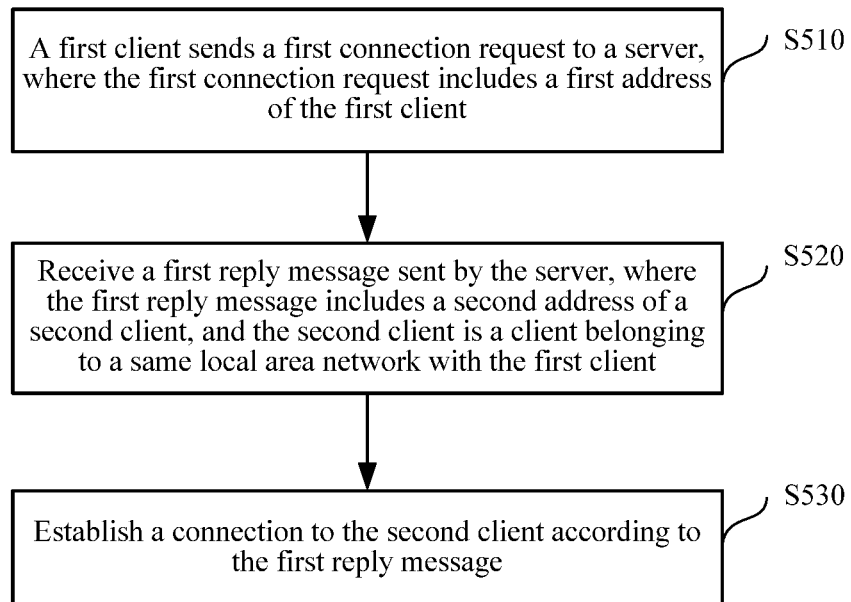 A first client sends a first connection request to a server,
where the first connection request includes a first address
of the first client
S510
Receive a first reply message sent by the server, where
the first reply message includes a second address of a
second client, and the second client is a client belonging
to a same local area network with the first client
S520
Establish a connection to the second client according to
the first reply message
S530